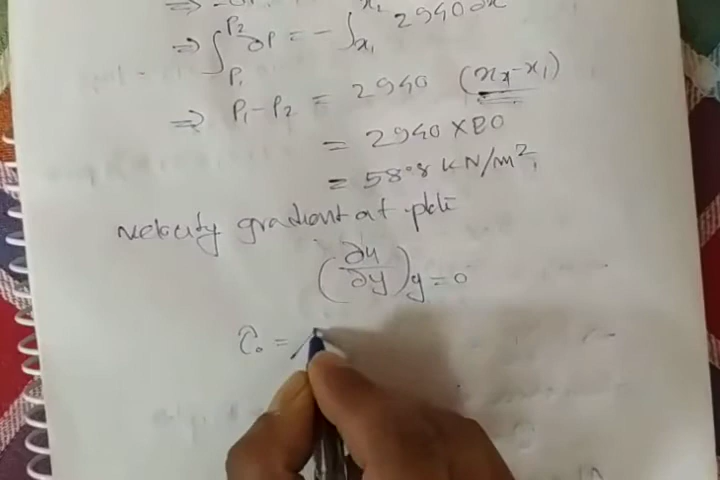 ⇒
⇒ ∫_{P₁}^{P₂} ∂P = - ∫_{x₁} 2940 ∂x
⇒ P₁-P₂ = 2940 (x₂-x₁)
= 2940 × 20
= 58.8 KN/m²,
velocity gradient at plate
(∂u/∂y) y=0
τ₀ =